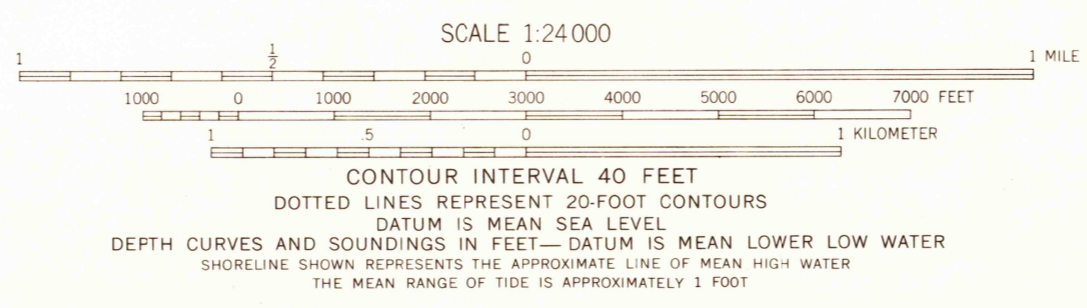 SCALE 1:24 000
1 1/2 0 1 MILE
1000 0 1000 2000 3000 4000 5000 6000 7000 FEET
1 .5 0 1 KILOMETER
CONTOUR INTERVAL 40 FEET
DOTTED LINES REPRESENT 20-FOOT CONTOURS
DATUM IS MEAN SEA LEVEL
DEPTH CURVES AND SOUNDINGS IN FEET—DATUM IS MEAN LOWER LOW WATER
SHORELINE SHOWN REPRESENTS THE APPROXIMATE LINE OF MEAN HIGH WATER
THE MEAN RANGE OF TIDE IS APPROXIMATELY 1 FOOT